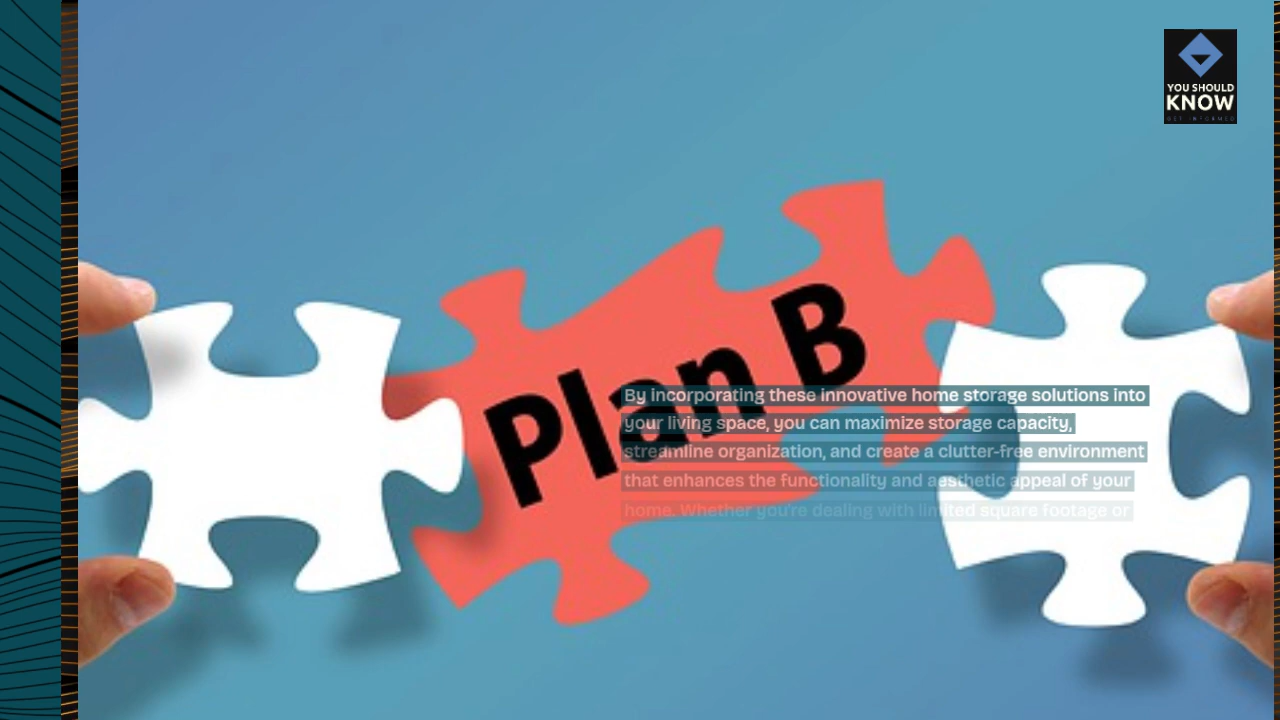 YOU SHOULD
KNOW
GET INFORMED
Plan B
By incorporating these innovative home storage solutions into
your living space, you can maximize storage capacity,
streamline organization, and create a clutter-free environment
that enhances the functionality and aesthetic appeal of your
home. Whether you're dealing with limited square footage or